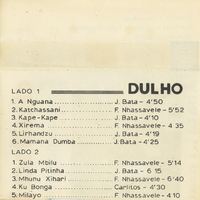 DULHO
LADO 1
1. A Nguana .................. J. Bata - 4'50
2. Katchassani ............... F. Nhassavele - 5'52
3. Kape-Kape ................. J. Bata - 4'10
4. Xirema .................... F. Nhassavele - 4 35
5. Lirhandzu ................. J. Bata - 4'19
6. Mamana Dumba .............. J. Bata - 4'25
LADO 2
1. Zula Mbilu ................ F. Nhassavele - 5'14
2. Linda Pitinha ............. J. Bata - 6'15
3. Mhunu Xihari .............. F. Nhassavele - 6'40
4. Ku Bonga .................. Carlitos - 4'30
5. Milayo .................... F. Nhassavele - 4'10